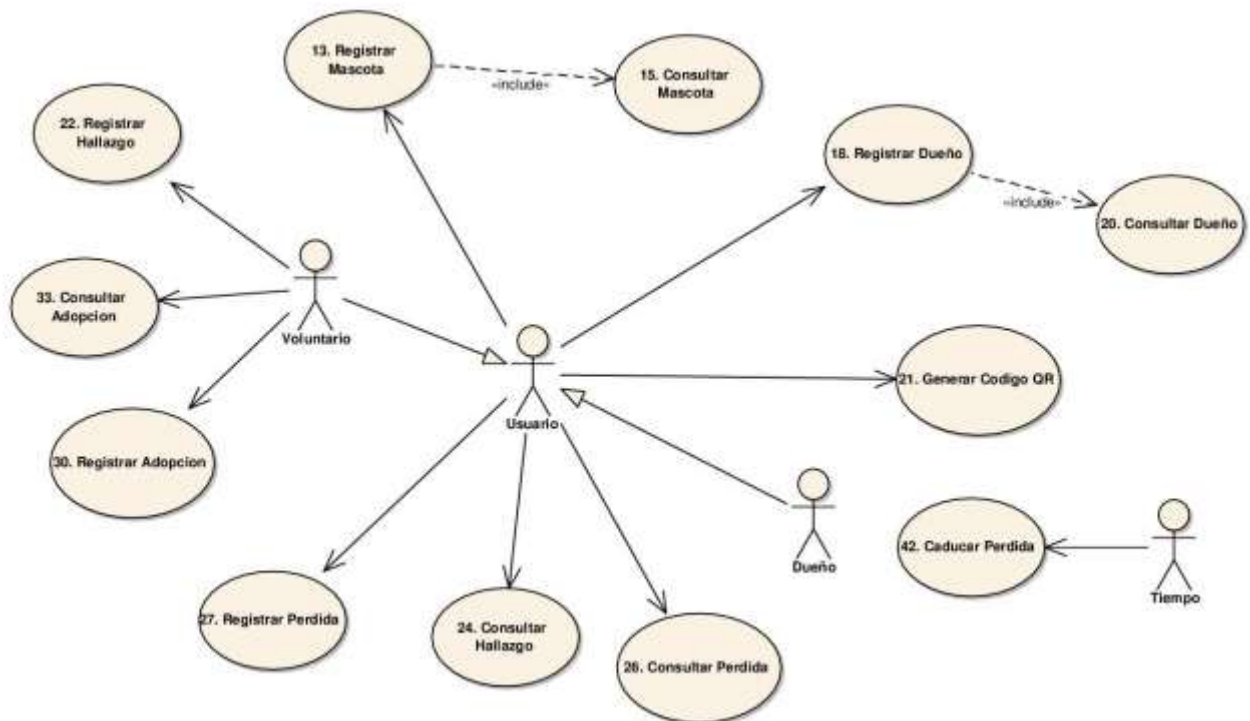 13. Registrar
Mascota
«include»
15. Consultar
Mascota
22. Registrar
Hallazgo
18. Registrar Dueño
«include»
20. Consultar Dueño
33. Consultar
Adopcion
Voluntario
Usuario
21. Generar Codigo QR
30. Registrar Adopcion
Dueño
42. Caducar Perdida
Tiempo
27. Registrar Perdida
24. Consultar
Hallazgo
26. Consultar Perdida